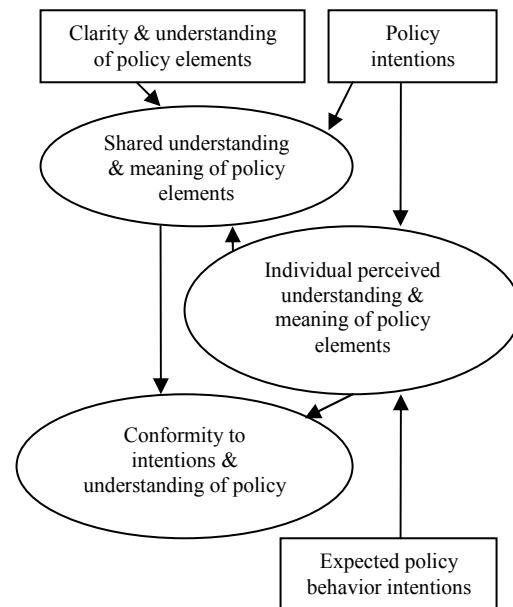 Clarity & understanding
of policy elements
Policy
intentions
Shared understanding
& meaning of policy
elements
Individual perceived
understanding &
meaning of policy
elements
Conformity to
intentions &
understanding of policy
Expected policy
behavior intentions